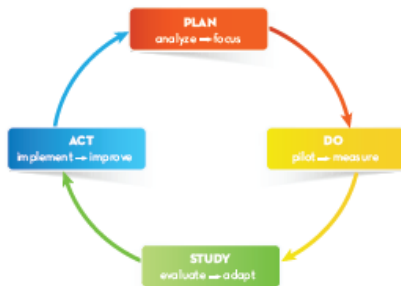 PLAN
analyze → focus
DO
pilot → measure
STUDY
evaluate → adapt
ACT
implement → improve